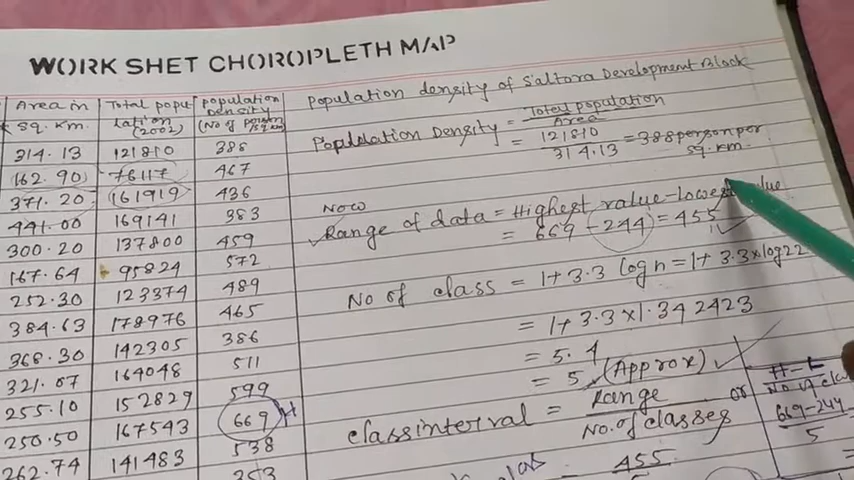 WORK SHET CHOROPLETH MAP
Area in Sq. Km. | Total population (2002) | population Density (No of person/sq km)
314.13 | 121810 | 388
162.90 | 76117 | 467
371.20 | 161919 | 436
441.00 | 169141 | 383
300.20 | 137800 | 459
167.64 | 95824 | 572
252.30 | 123374 | 489
384.63 | 178976 | 465
368.30 | 142305 | 386
321.07 | 164048 | 511
255.10 | 152829 | 599
250.50 | 167543 | 669 H
262.74 | 141483 | 538
353
Population density of Saltora Development Block
Population Density = Total population / Area
= 121810 / 314.13 = 388 person per sq. km.
Now
Range of data = Highest value - Lowest value
= 669 - 244 = 455
No of class = 1+3.3 log n = 1+ 3.3 x log 22
= 1+ 3.3 x 1.342423
= 5.4
= 5 (Approx)
class interval = Range / No. of classes or
H-L / No of
669-244 / 5
=
= 455